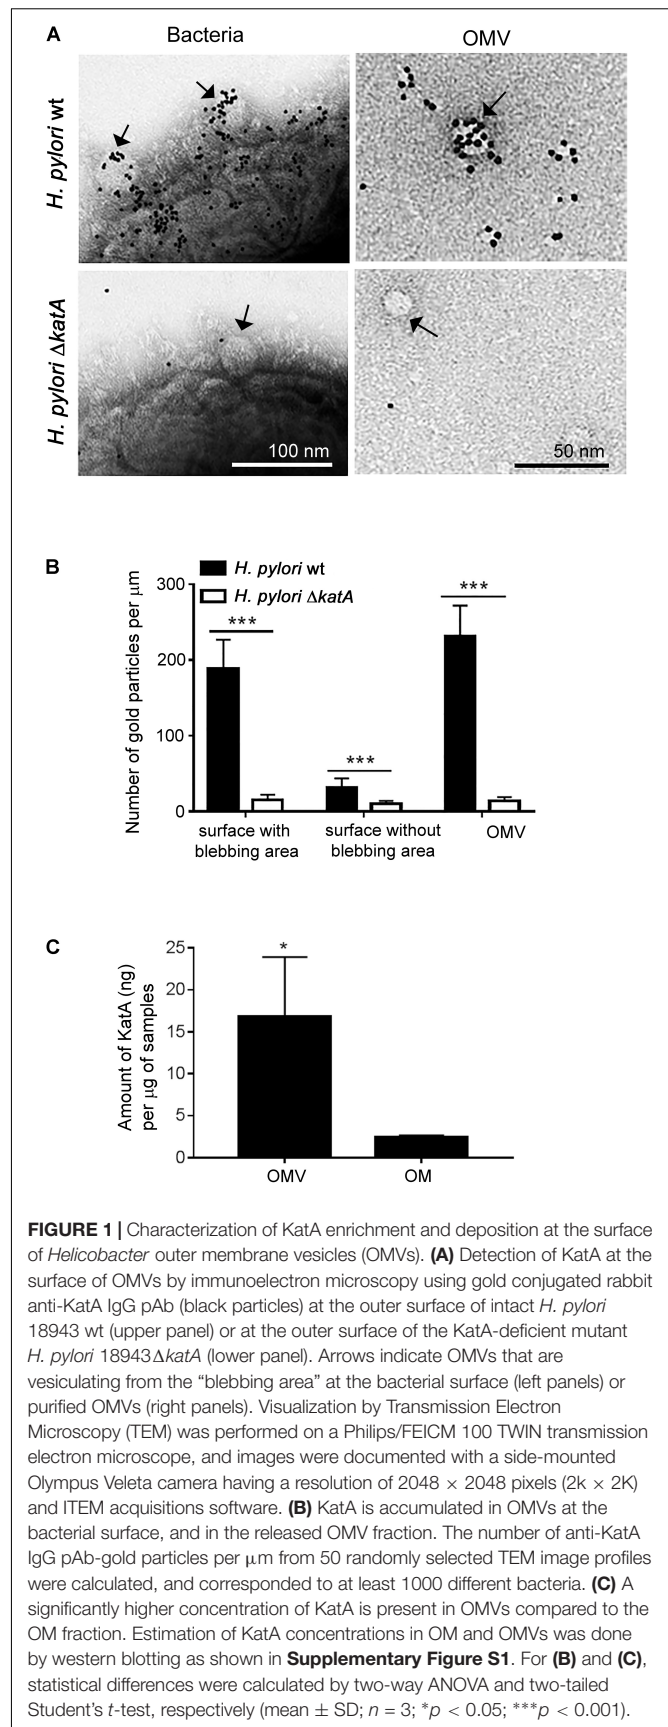 A
Bacteria
OMV
H. pylori wt
H. pylori ΔkatA
100 nm
50 nm
B
H. pylori wt
H. pylori ΔkatA
Number of gold particles per μm
300
200
100
0
***
***
***
surface with
blebbing area
surface without
blebbing area
OMV
C
Amount of KatA (ng)
per μg of samples
25
20
15
10
5
0
*
OMV
OM
FIGURE 1 | Characterization of KatA enrichment and deposition at the surface
of Helicobacter outer membrane vesicles (OMVs). (A) Detection of KatA at the
surface of OMVs by immunoelectron microscopy using gold conjugated rabbit
anti-KatA IgG pAb (black particles) at the outer surface of intact H. pylori
18943 wt (upper panel) or at the outer surface of the KatA-deficient mutant
H. pylori 18943ΔkatA (lower panel). Arrows indicate OMVs that are
vesiculating from the “blebbing area” at the bacterial surface (left panels) or
purified OMVs (right panels). Visualization by Transmission Electron
Microscopy (TEM) was performed on a Philips/FEICM 100 TWIN transmission
electron microscope, and images were documented with a side-mounted
Olympus Veleta camera having a resolution of 2048 × 2048 pixels (2k × 2K)
and ITEM acquisitions software. (B) KatA is accumulated in OMVs at the
bacterial surface, and in the released OMV fraction. The number of anti-KatA
IgG pAb-gold particles per μm from 50 randomly selected TEM image profiles
were calculated, and corresponded to at least 1000 different bacteria. (C) A
significantly higher concentration of KatA is present in OMVs compared to the
OM fraction. Estimation of KatA concentrations in OM and OMVs was done
by western blotting as shown in Supplementary Figure S1. For (B) and (C),
statistical differences were calculated by two-way ANOVA and two-tailed
Student’s t-test, respectively (mean ± SD; n = 3; *p < 0.05; ***p < 0.001).